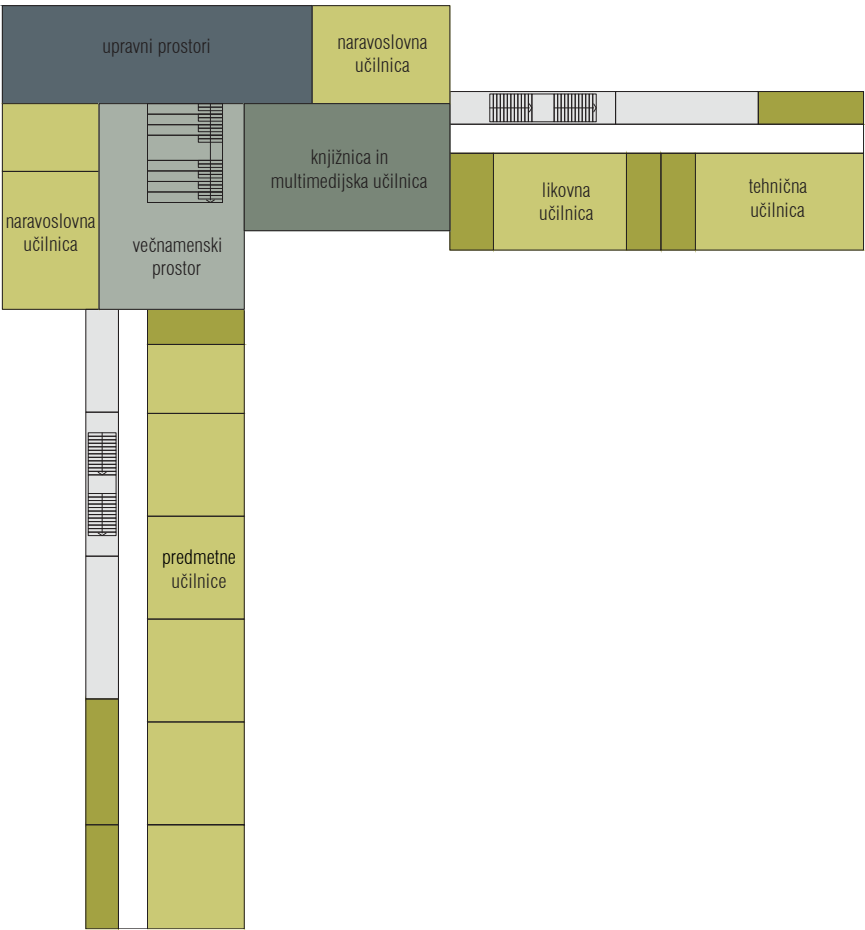 upravni prostori
naravoslovna
učilnica
knjižnica in
multimedijska učilnica
likovna
učilnica
tehnična
učilnica
naravoslovna
učilnica
večnamenski
prostor
predmetne
učilnice